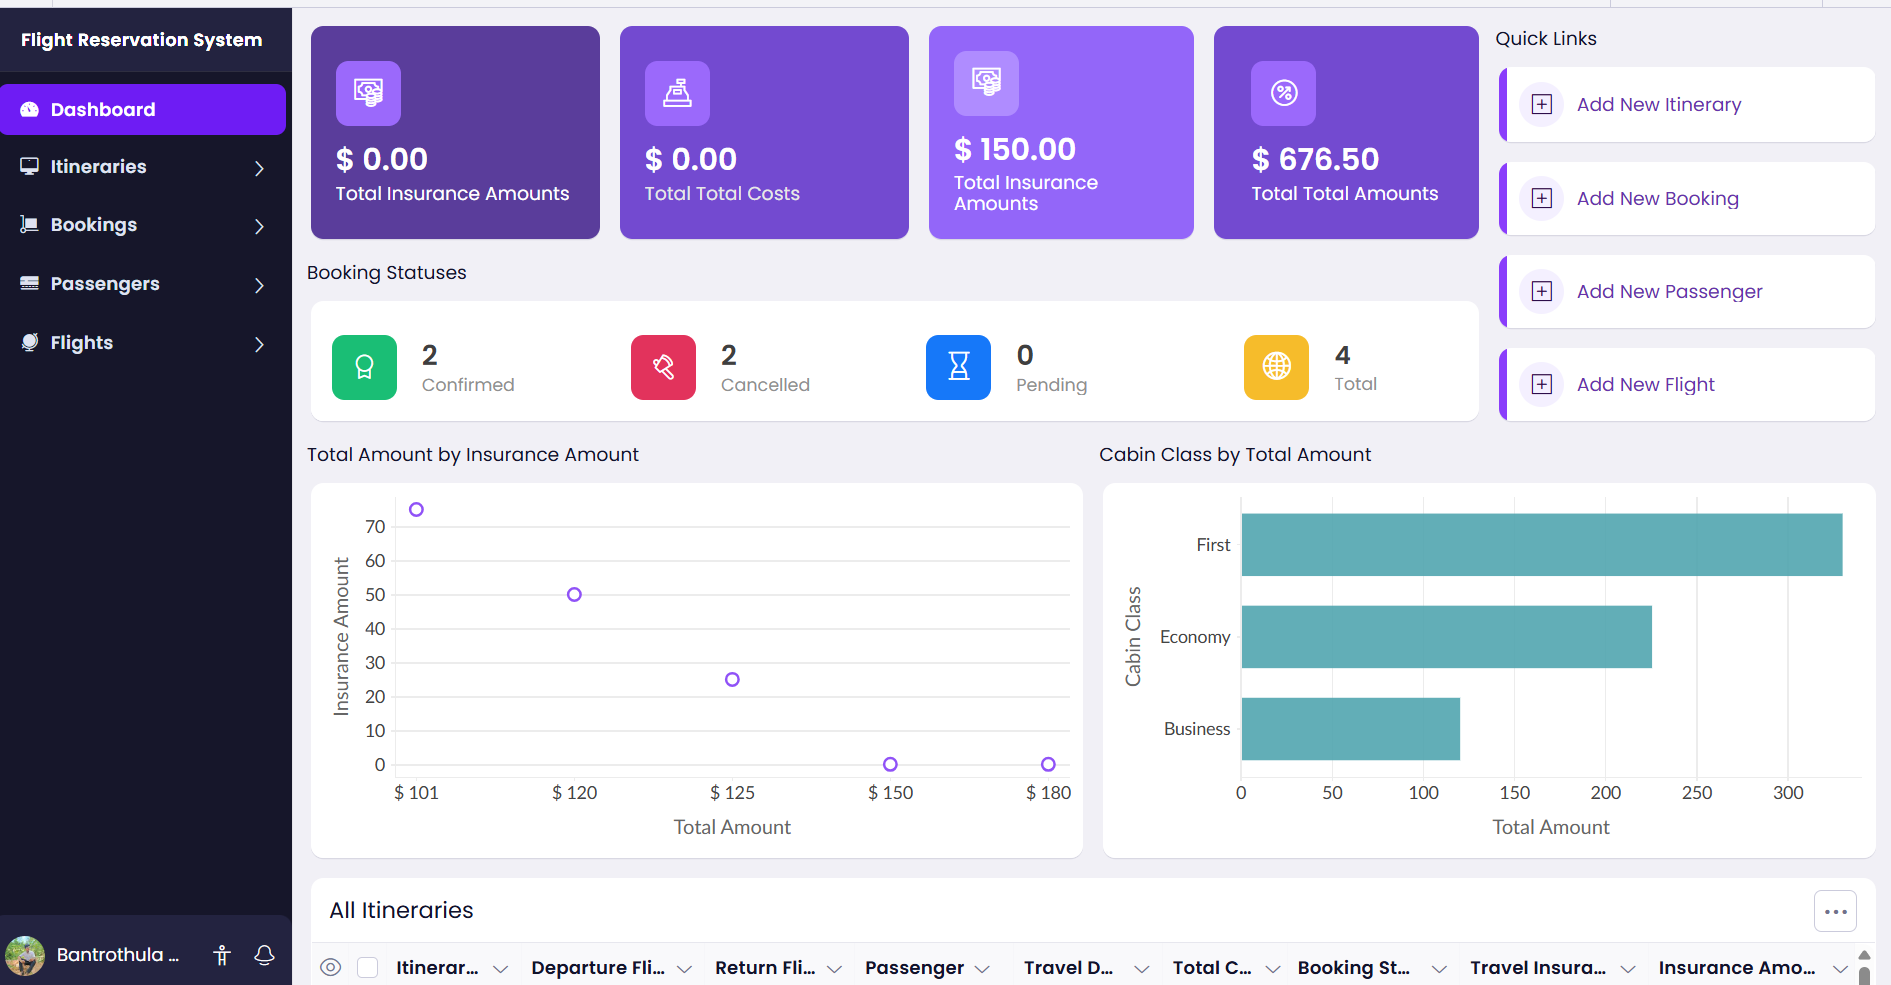 Flight Reservation System
Dashboard
Itineraries
Bookings
Passengers
Flights
Bantrothula ...
$ 0.00
Total Insurance Amounts
$ 0.00
Total Total Costs
$ 150.00
Total Insurance
Amounts
$ 676.50
Total Total Amounts
Quick Links
Add New Itinerary
Add New Booking
Add New Passenger
Add New Flight
Booking Statuses
2
Confirmed
2
Cancelled
0
Pending
4
Total
Total Amount by Insurance Amount
Insurance Amount
70
60
50
40
30
20
10
0
$ 101 $ 120 $ 125 $ 150 $ 180
Total Amount
Cabin Class by Total Amount
Cabin Class
First
Economy
Business
0 50 100 150 200 250 300
Total Amount
All Itineraries
Itinerar... Departure Fli... Return Fli... Passenger Travel D... Total C... Booking St... Travel Insura... Insurance Amo...